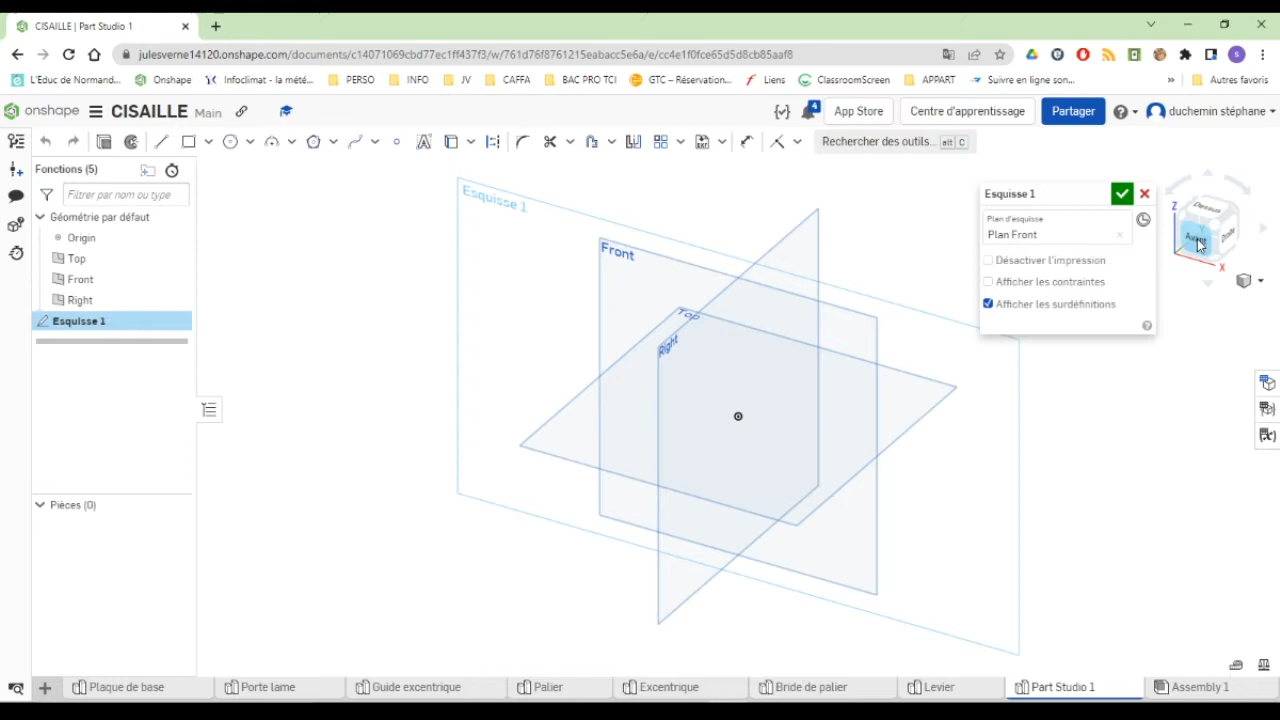 CISAILLE | Part Studio 1
julesverne14120.onshape.com/documents/c14071069cbd77ec1ff437f3/w/761d76f8761215eabacc5e6a/e/cc4e1f0fce65d5d8cb85aaf8
L'Educ de Normand... Onshape Infoclimat - la mété... PERSO INFO JV CAFFA BAC PRO TCI GTC – Réservation... Liens ClassroomScreen APPART Suivre en ligne son... » Autres favoris
onshape CISAILLE Main 4 App Store Centre d'apprentissage Partager duchemin stéphane
Rechercher des outils... alt C
Fonctions (5)
Filtrer par nom ou type
Géométrie par défaut
Origin
Top
Front
Right
Esquisse 1
Pièces (0)
Esquisse 1
Front
Top
Right
Esquisse 1
Plan d'esquisse
Plan Front
Désactiver l'impression
Afficher les contraintes
Afficher les surdéfinitions
Z
Dessus
Droite
X
Plaque de base Porte lame Guide excentrique Palier Excentrique Bride de palier Levier Part Studio 1 Assembly 1